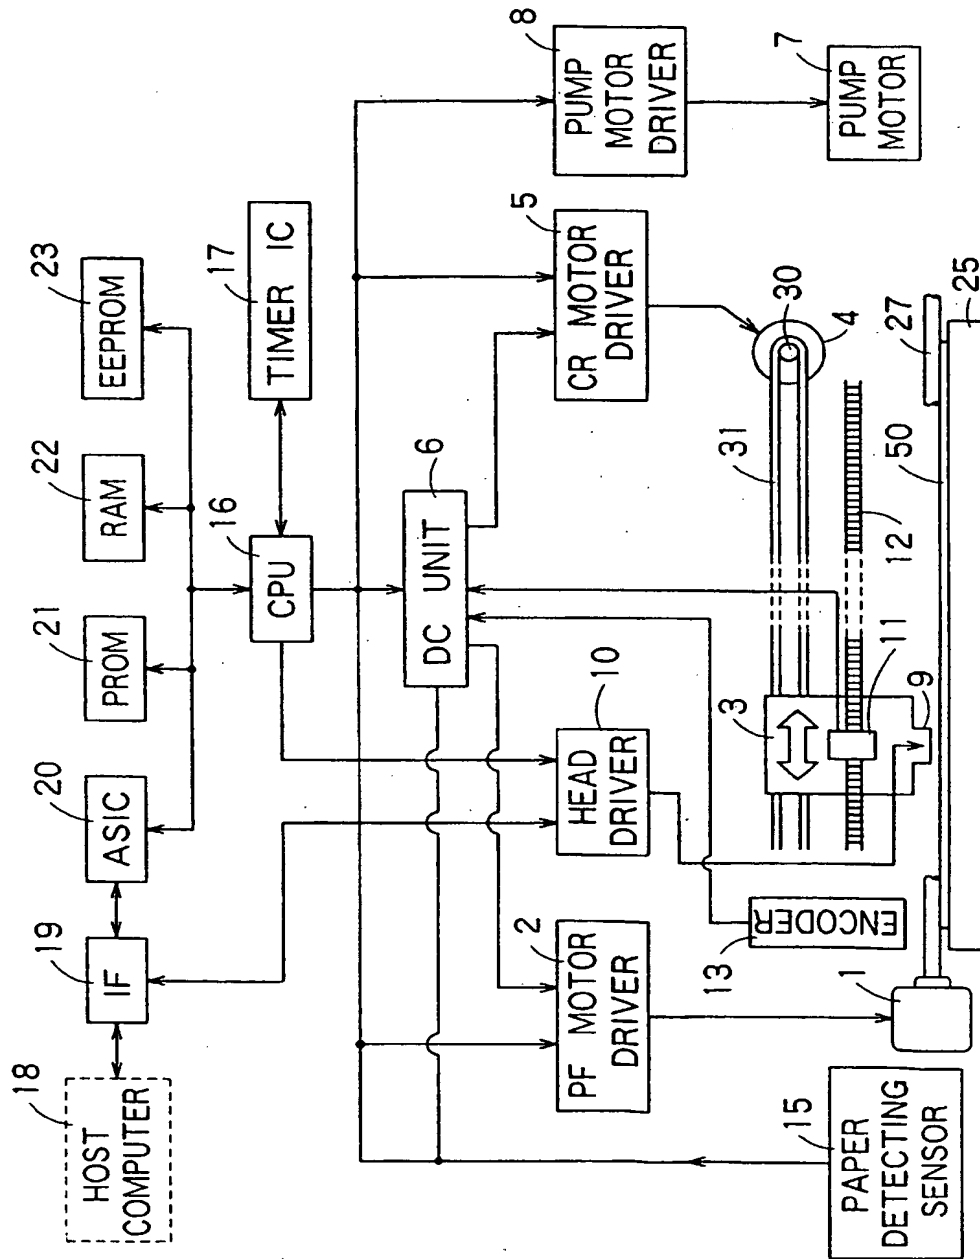 18
HOST
COMPUTER
19
IF
20
ASIC
21
PROM
22
RAM
23
EEPROM
16
CPU
17
TIMER IC
6
DC UNIT
2
PF MOTOR
DRIVER
10
HEAD
DRIVER
5
CR MOTOR
DRIVER
8
PUMP
MOTOR
DRIVER
7
PUMP
MOTOR
15
PAPER
DETECTING
SENSOR
13
ENCODER
1
3
11
9
12
31
30
4
27
50
25